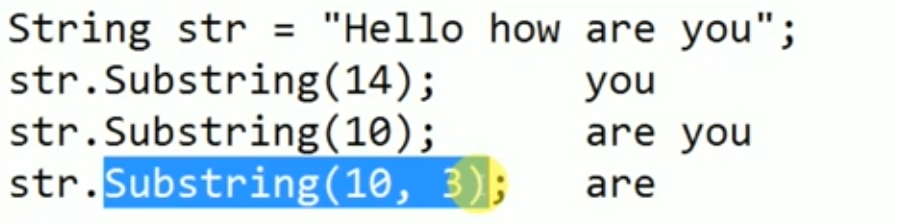 String str = "Hello how are you";
str.Substring(14); you
str.Substring(10); are you
str.Substring(10, 3); are